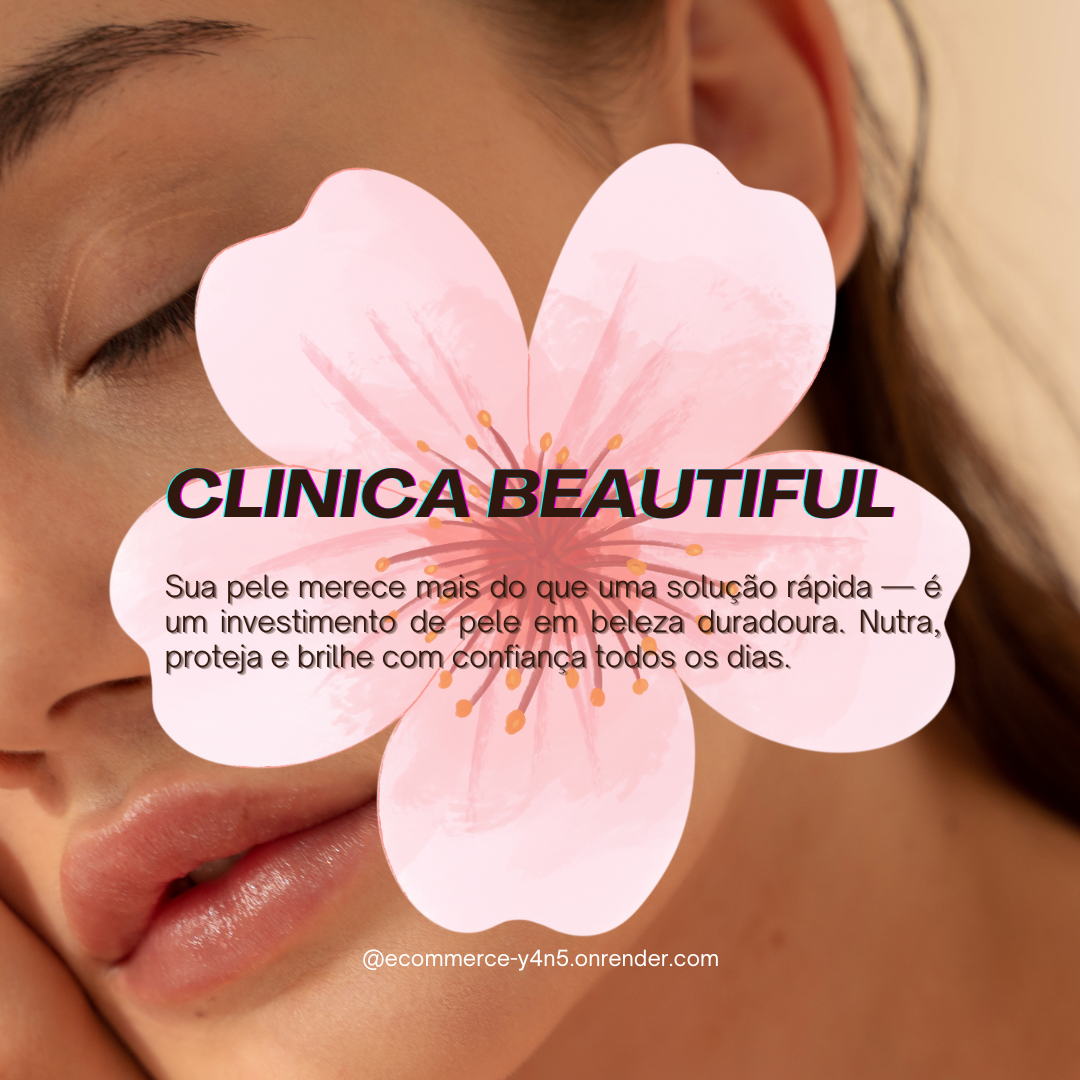 CLINICA BEAUTIFUL
Sua pele merece mais do que uma solução rápida — é
um investimento de pele em beleza duradoura. Nutra,
proteja e brilhe com confiança todos os dias.
@ecommerce-y4n5.onrender.com